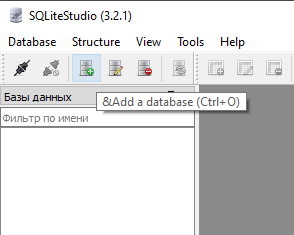 SQLiteStudio (3.2.1)
Database Structure View Tools Help
Базы данных
&Add a database (Ctrl+O)
Фильтр по имени